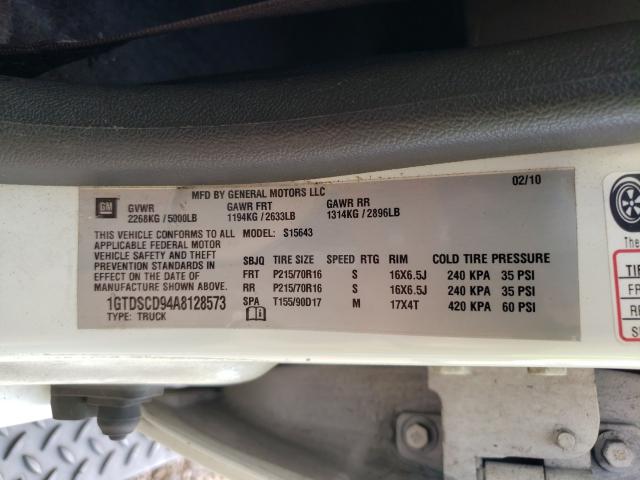 MFD BY GENERAL MOTORS LLC 02/10
GM GVWR GAWR FRT GAWR RR
2268KG / 5000LB 1194KG / 2633LB 1314KG / 2896LB
THIS VEHICLE CONFORMS TO ALL MODEL: S15643
APPLICABLE FEDERAL MOTOR
VEHICLE SAFETY AND THEFT
PREVENTION STANDARDS IN
EFFECT ON THE DATE OF
MANUFACTURE SHOWN ABOVE.
1GTDSCD94A8128573
TYPE: TRUCK
SBJQ TIRE SIZE SPEED RTG RIM COLD TIRE PRESSURE
FRT P215/70R16 S 16X6.5J 240 KPA 35 PSI
RR P215/70R16 S 16X6.5J 240 KPA 35 PSI
SPA T155/90D17 M 17X4T 420 KPA 60 PSI
The